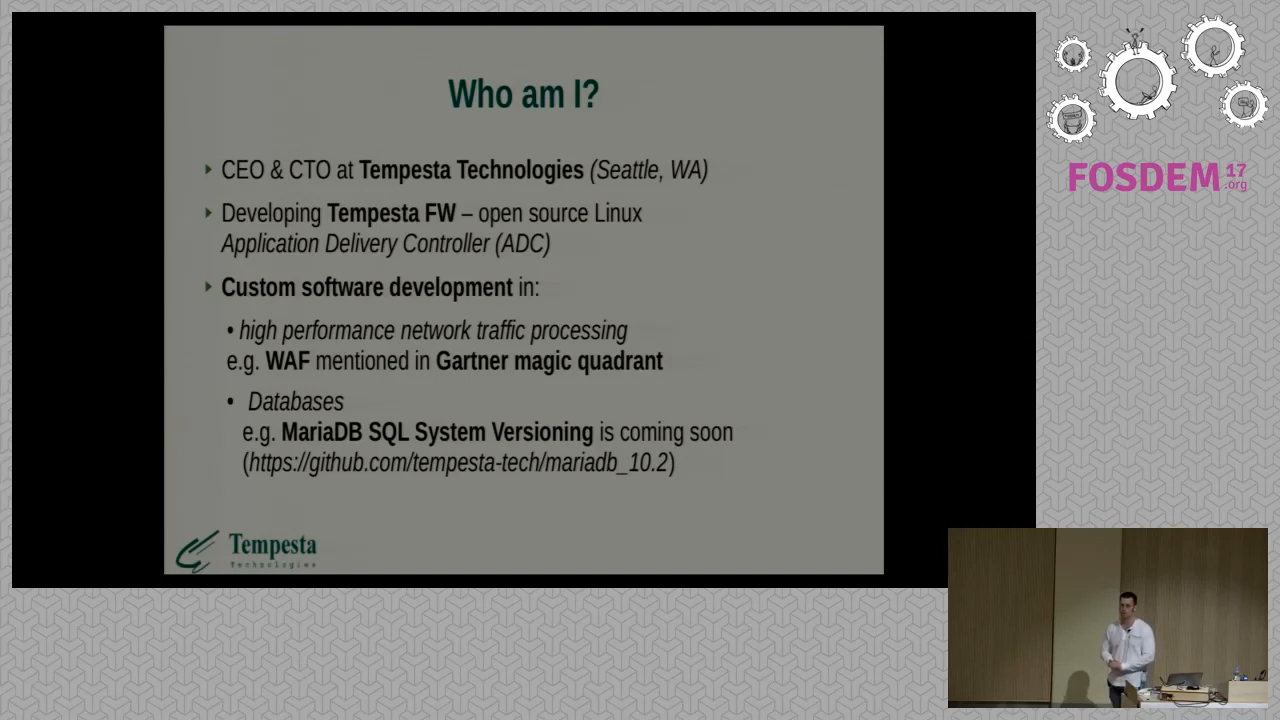 Who am I?
CEO & CTO at Tempesta Technologies (Seattle, WA)
Developing Tempesta FW – open source Linux
Application Delivery Controller (ADC)
Custom software development in:
• high performance network traffic processing
e.g. WAF mentioned in Gartner magic quadrant
• Databases
e.g. MariaDB SQL System Versioning is coming soon
(https://github.com/tempesta-tech/mariadb_10.2)
Tempesta
Technologies
FOSDEM 17
.org